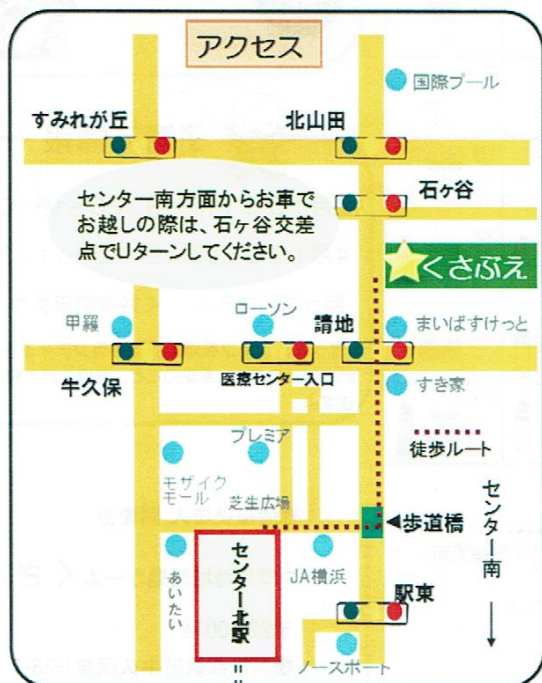 アクセス
国際プール
すみれが丘
北山田
石ヶ谷
センター南方面からお車で
お越しの際は、石ヶ谷交差
点でUターンしてください。
くさぶえ
甲羅
ローソン
請地
まいばすけっと
牛久保
医療センター入口
すき家
プレミア
徒歩ルート
モザイク
モール
芝生広場
センター南
歩道橋
あいたい
センター北駅
JA横浜
駅東
ノースポート